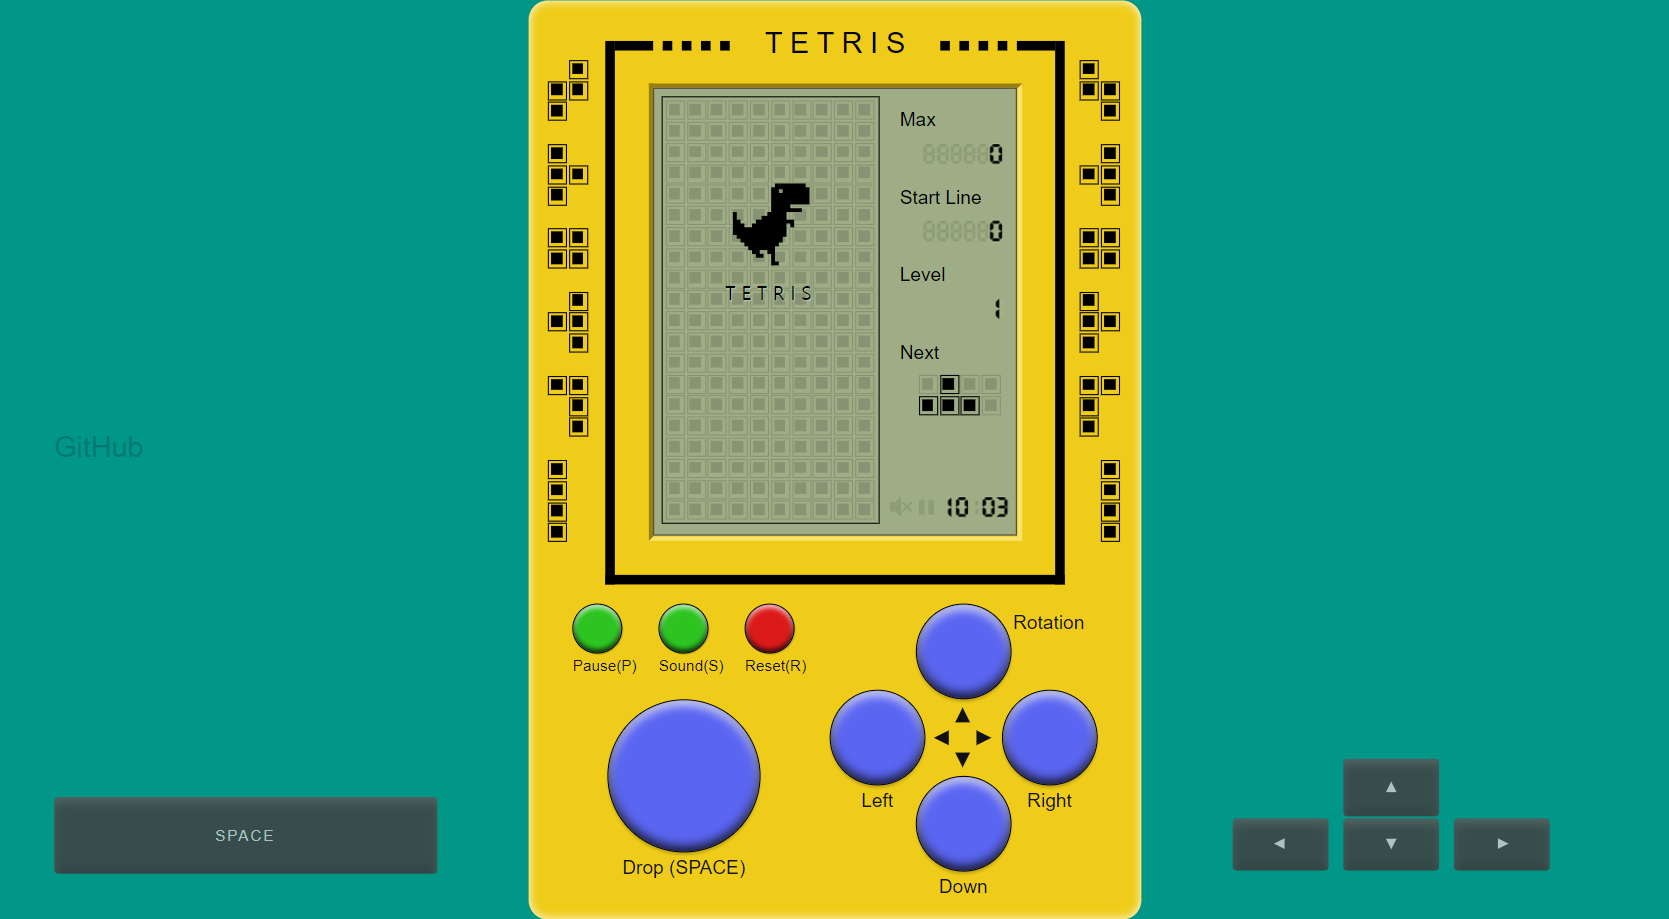 TETRIS
Max
0
Start Line
0
Level
1
TETRIS
Next
GitHub
10:03
Rotation
Pause(P)
Sound(S)
Reset(R)
Left
Right
SPACE
Drop (SPACE)
Down